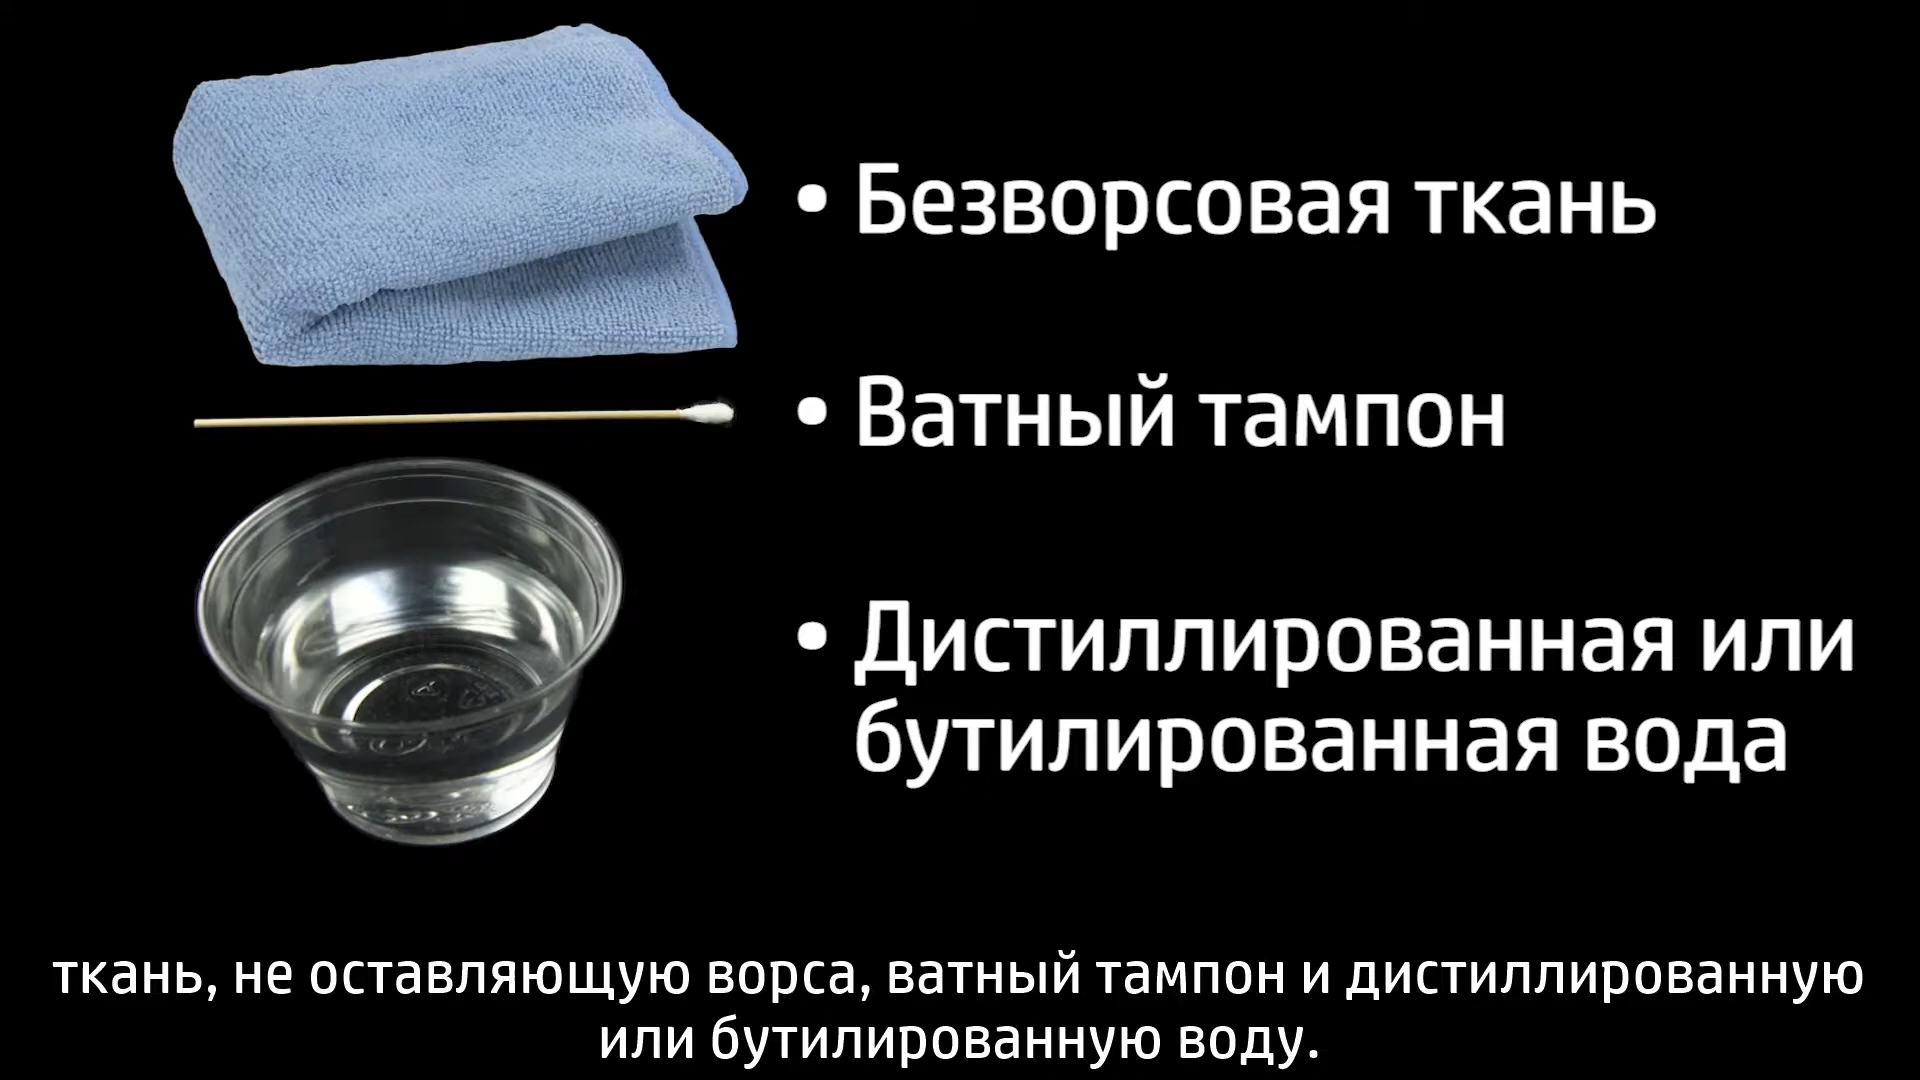 • Безворсовая ткань
• Ватный тампон
• Дистиллированная или
бутилированная вода
ткань, не оставляющую ворса, ватный тампон и дистиллированную
или бутилированную воду.